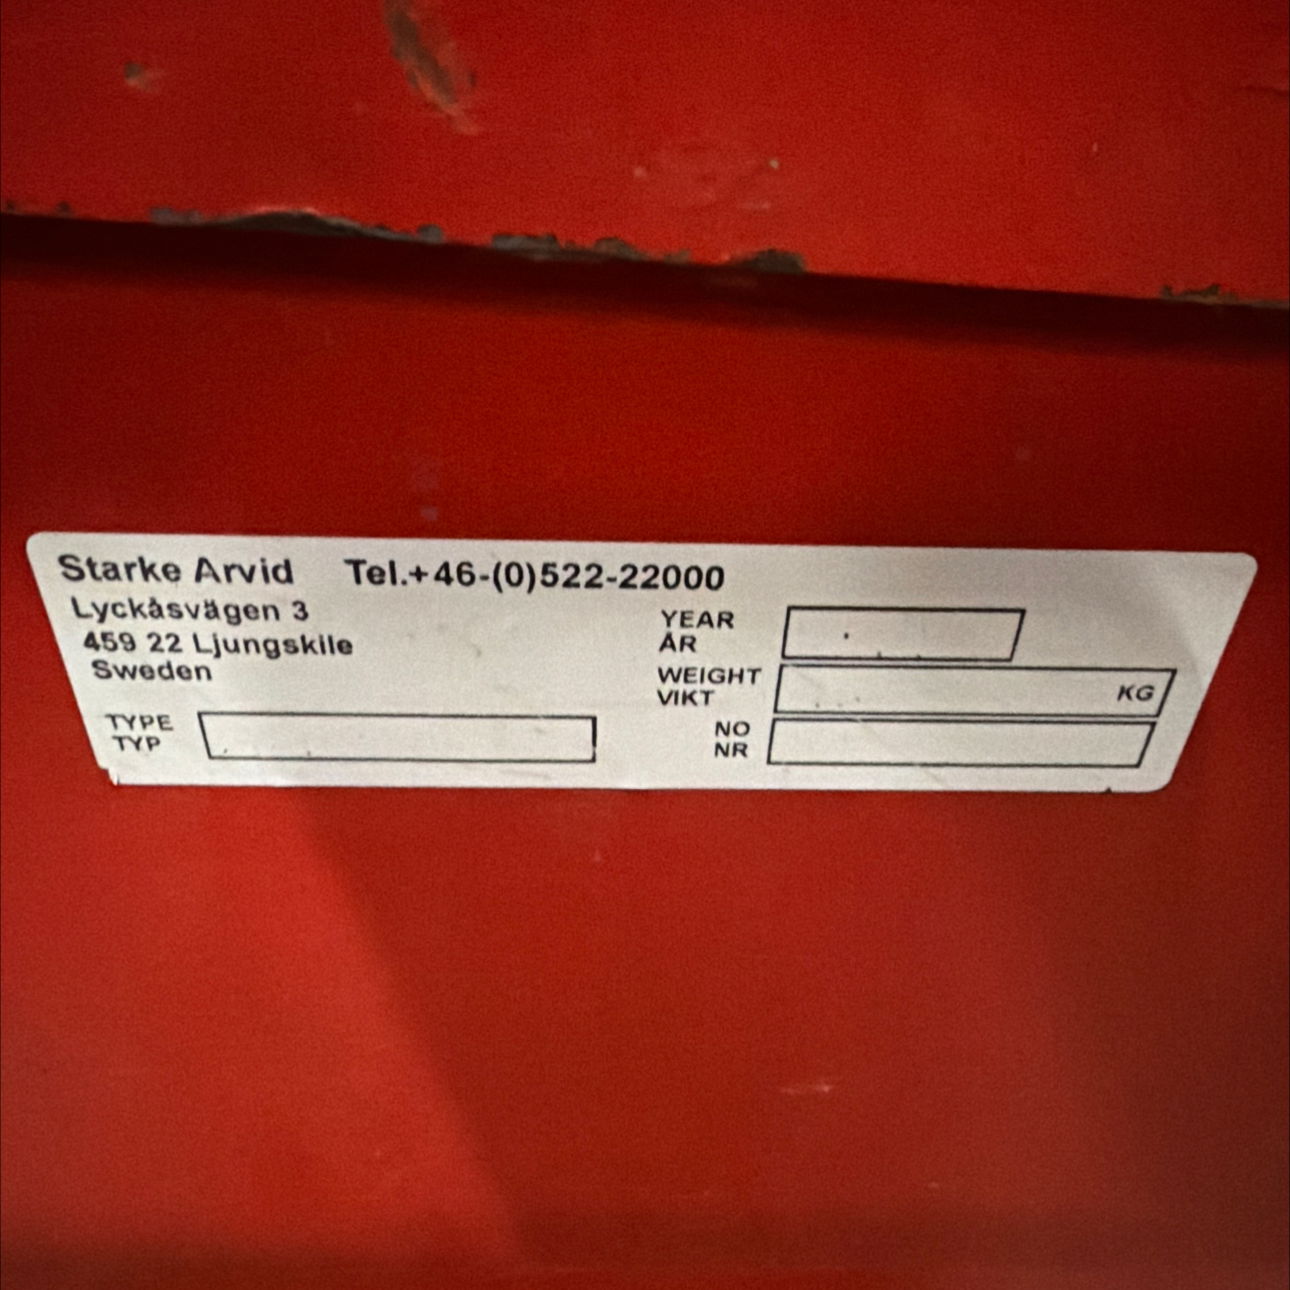 Starke Arvid Tel.+46-(0)522-22000
Lyckåsvägen 3
459 22 Ljungskile
Sweden
YEAR
ÅR
WEIGHT
VIKT
KG
TYPE
TYP
NO
NR